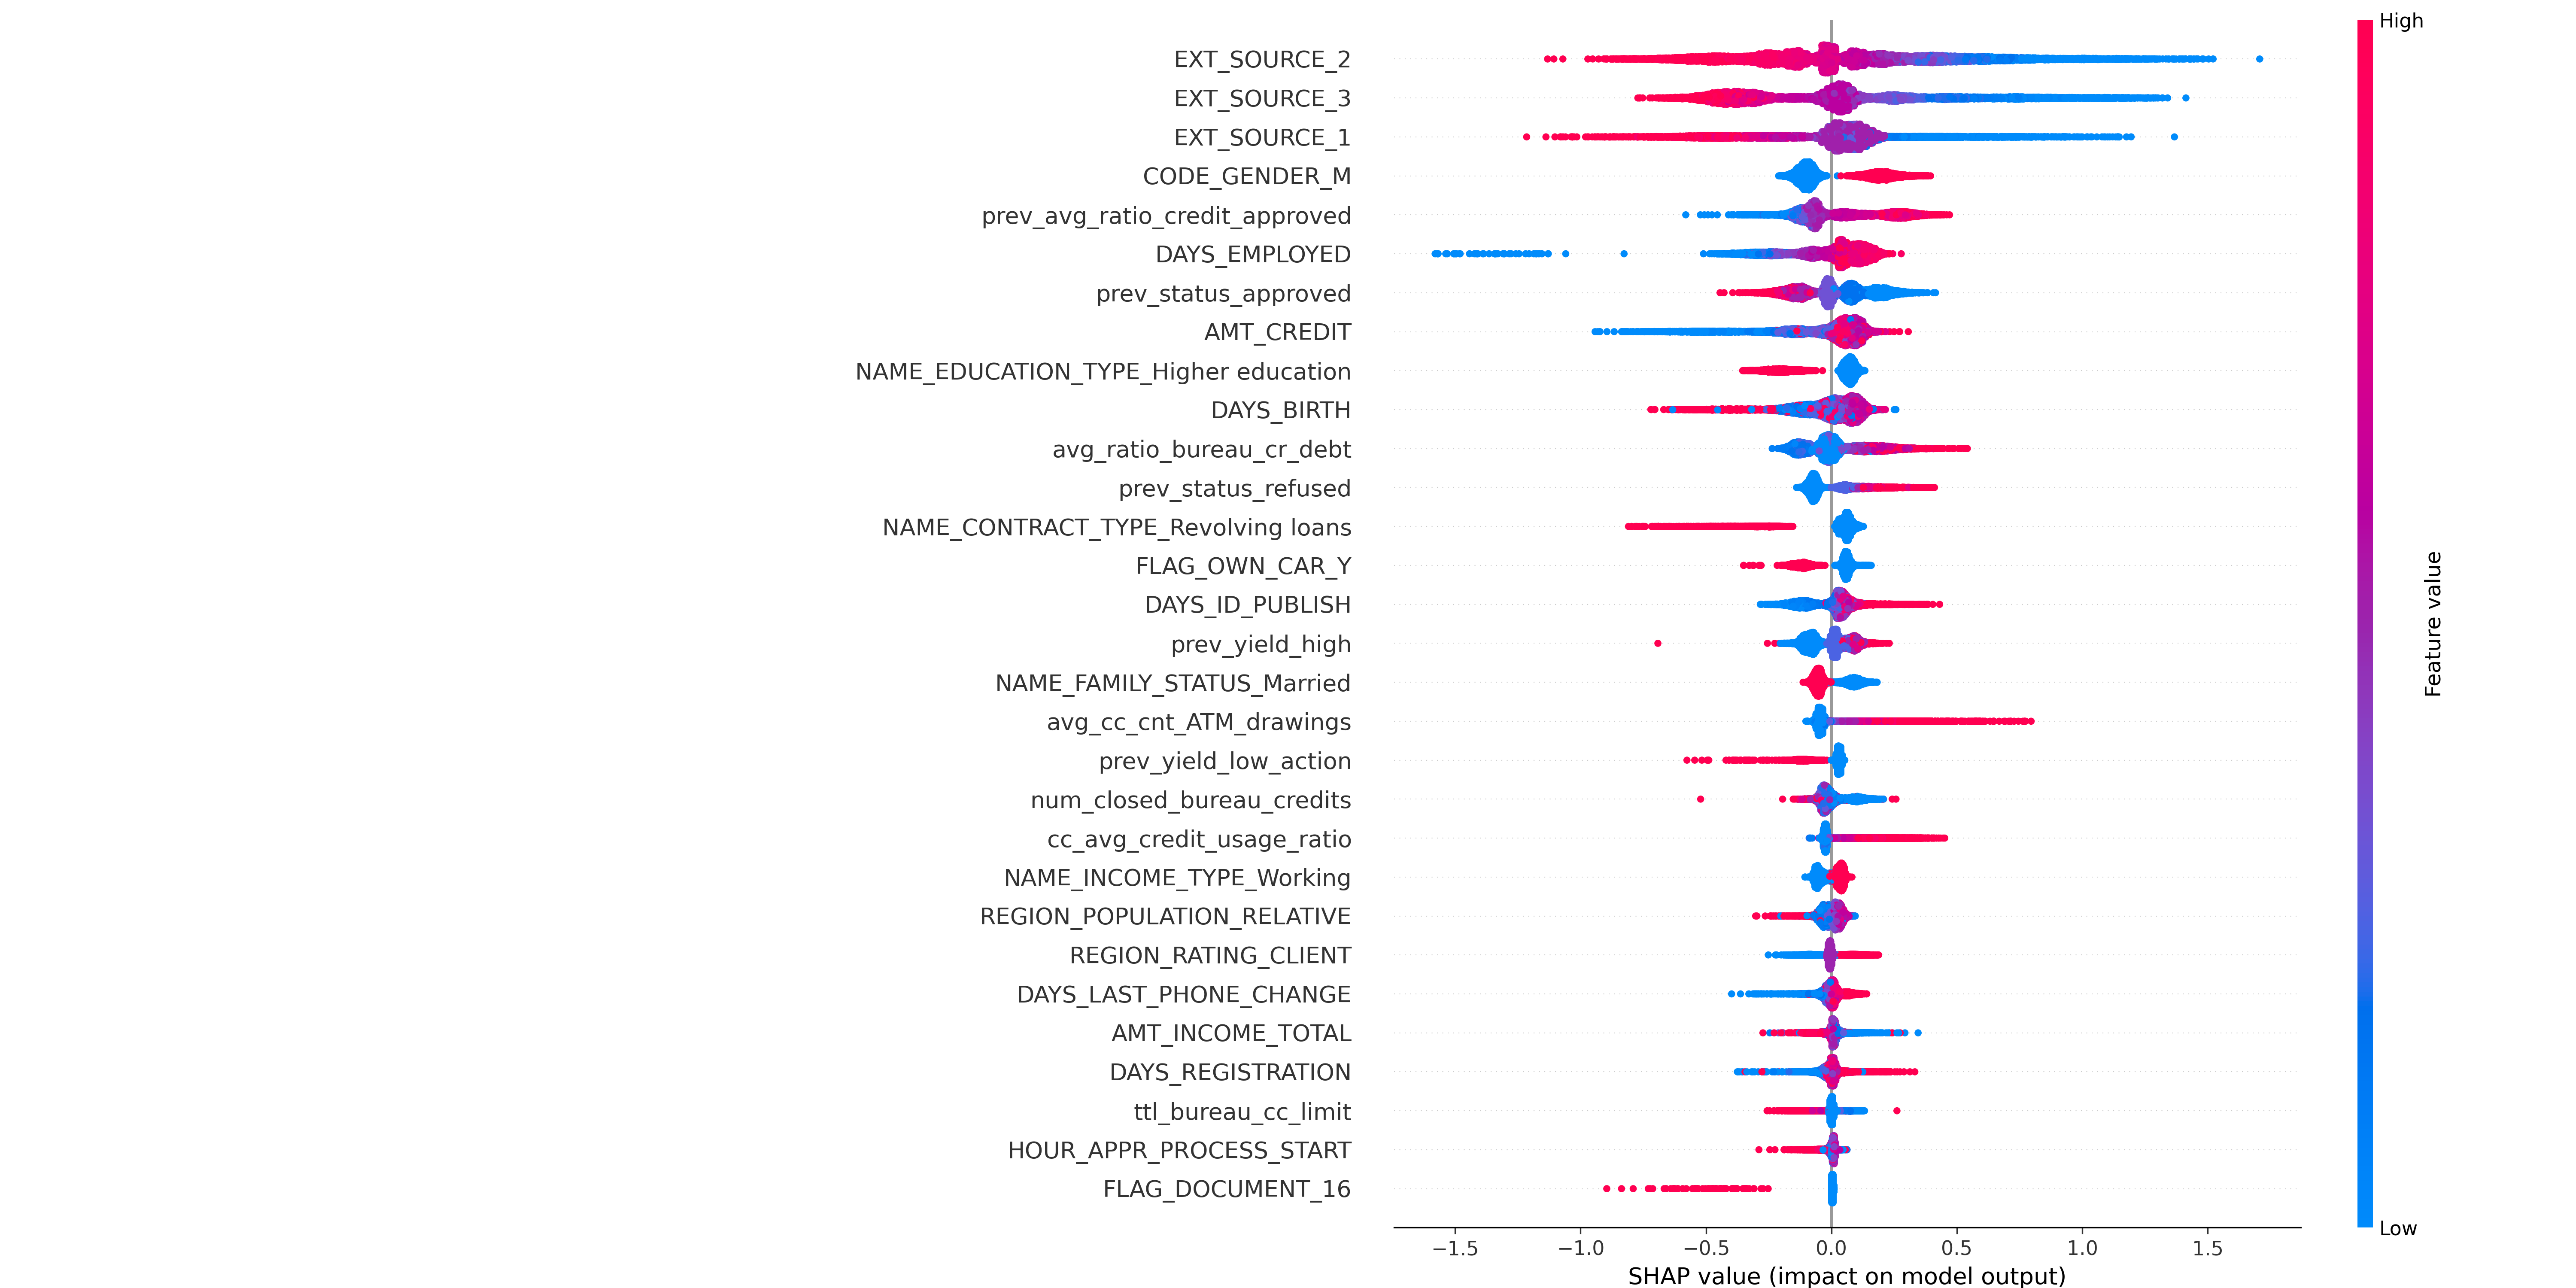 High
EXT_SOURCE_2
EXT_SOURCE_3
EXT_SOURCE_1
CODE_GENDER_M
prev_avg_ratio_credit_approved
DAYS_EMPLOYED
prev_status_approved
AMT_CREDIT
NAME_EDUCATION_TYPE_Higher education
DAYS_BIRTH
avg_ratio_bureau_cr_debt
prev_status_refused
NAME_CONTRACT_TYPE_Revolving loans
FLAG_OWN_CAR_Y
DAYS_ID_PUBLISH
prev_yield_high
NAME_FAMILY_STATUS_Married
avg_cc_cnt_ATM_drawings
prev_yield_low_action
num_closed_bureau_credits
cc_avg_credit_usage_ratio
NAME_INCOME_TYPE_Working
REGION_POPULATION_RELATIVE
REGION_RATING_CLIENT
DAYS_LAST_PHONE_CHANGE
AMT_INCOME_TOTAL
DAYS_REGISTRATION
ttl_bureau_cc_limit
HOUR_APPR_PROCESS_START
FLAG_DOCUMENT_16
Feature value
Low
−1.5 −1.0 −0.5 0.0 0.5 1.0 1.5
SHAP value (impact on model output)